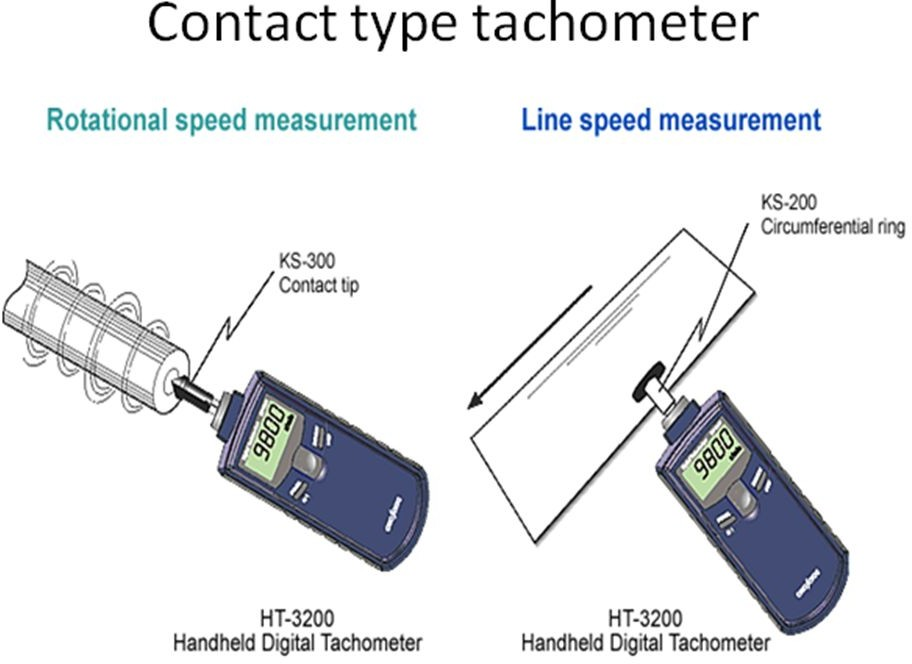 Contact type tachometer
Rotational speed measurement
Line speed measurement
KS-200
Circumferential ring
KS-300
Contact tip
9800
9800
HT-3200
Handheld Digital Tachometer
HT-3200
Handheld Digital Tachometer